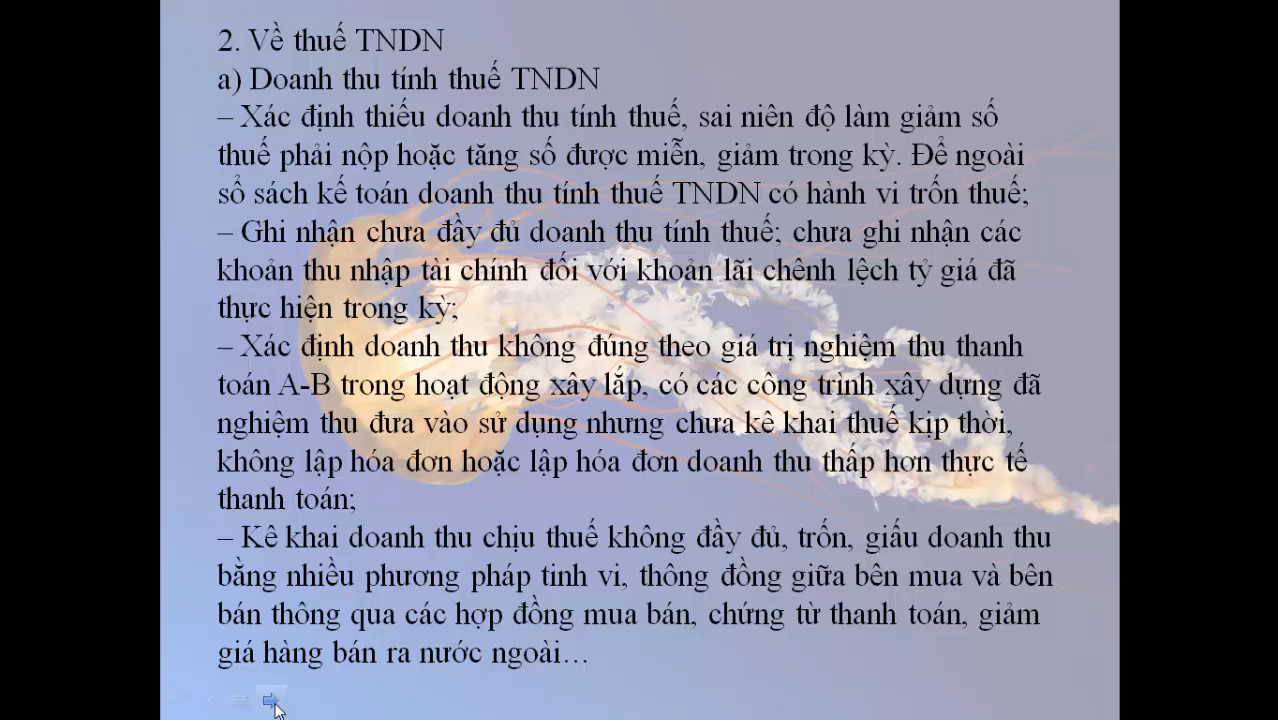 2. Về thuế TNDN
a) Doanh thu tính thuế TNDN
– Xác định thiếu doanh thu tính thuế, sai niên độ làm giảm số
thuế phải nộp hoặc tăng số được miễn, giảm trong kỳ. Để ngoài
sổ sách kế toán doanh thu tính thuế TNDN có hành vi trốn thuế;
– Ghi nhận chưa đầy đủ doanh thu tính thuế; chưa ghi nhận các
khoản thu nhập tài chính đối với khoản lãi chênh lệch tỷ giá đã
thực hiện trong kỳ;
– Xác định doanh thu không đúng theo giá trị nghiệm thu thanh
toán A-B trong hoạt động xây lắp, có các công trình xây dựng đã
nghiệm thu đưa vào sử dụng nhưng chưa kê khai thuế kịp thời,
không lập hóa đơn hoặc lập hóa đơn doanh thu thấp hơn thực tế
thanh toán;
– Kê khai doanh thu chịu thuế không đầy đủ, trốn, giấu doanh thu
bằng nhiều phương pháp tinh vi, thông đồng giữa bên mua và bên
bán thông qua các hợp đồng mua bán, chứng từ thanh toán, giảm
giá hàng bán ra nước ngoài…